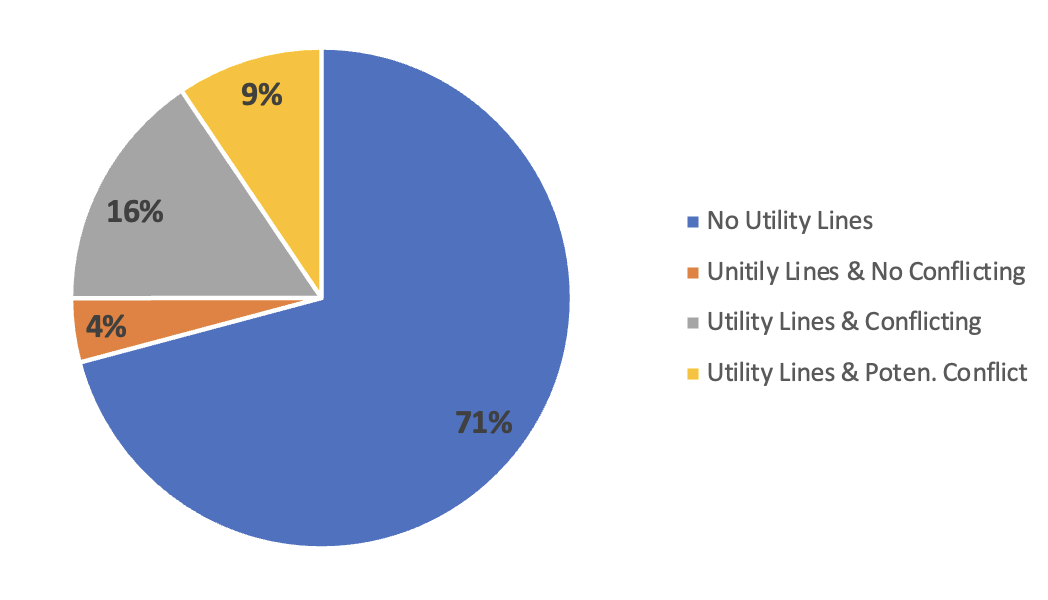 9%
16%
4%
71%
No Utility Lines
Unitily Lines & No Conflicting
Utility Lines & Conflicting
Utility Lines & Poten. Conflict